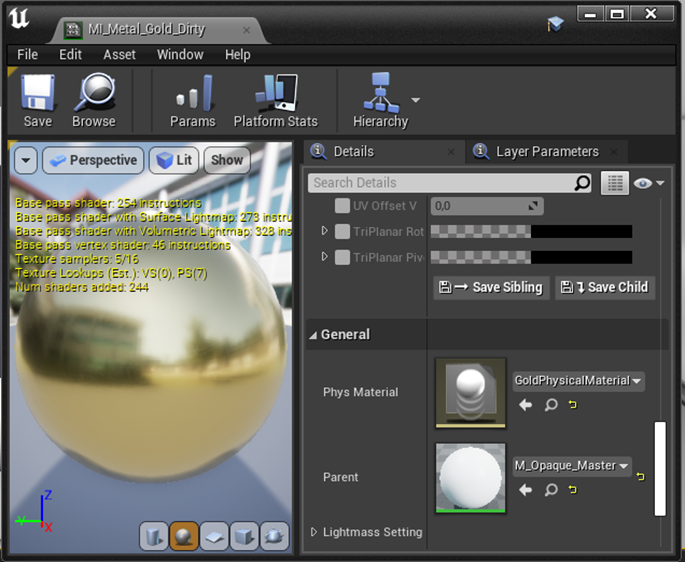 MI_Metal_Gold_Dirty
File Edit Asset Window Help
Save Browse Params Platform Stats Hierarchy
Perspective Lit Show
Base pass shader: 254 instructions
Base pass shader with Surface Lightmap: 273 instru
Base pass shader with Volumetric Lightmap: 328 ins
Base pass vertex shader: 46 instructions
Texture samplers: 5/16
Texture Lookups (Est.): VS(0), PS(7)
Num shaders added: 244
Z
Y
X
Details Layer Parameters
Search Details
UV Offset V 0,0
TriPlanar Rot
TriPlanar Piv
Save Sibling Save Child
General
Phys Material GoldPhysicalMaterial
Parent M_Opaque_Master
Lightmass Setting